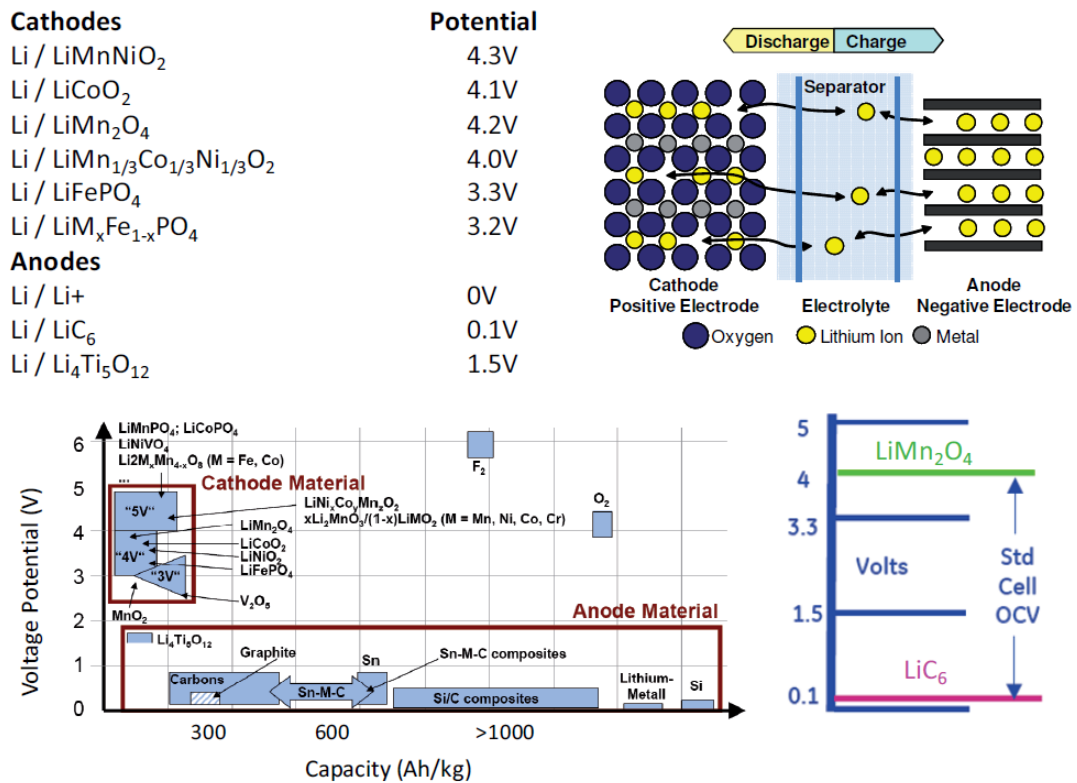 Cathodes Potential
Li / LiMnNiO₂ 4.3V
Li / LiCoO₂ 4.1V
Li / LiMn₂O₄ 4.2V
Li / LiMn₁/₃Co₁/₃Ni₁/₃O₂ 4.0V
Li / LiFePO₄ 3.3V
Li / LiMₓFe₁₋ₓPO₄ 3.2V
Anodes
Li / Li+ 0V
Li / LiC₆ 0.1V
Li / Li₄Ti₅O₁₂ 1.5V
Discharge Charge
Separator
Cathode
Positive Electrode
Electrolyte
Anode
Negative Electrode
Oxygen Lithium Ion Metal
Voltage Potential (V)
6
5
4
3
2
1
0
LiMnPO₄; LiCoPO₄
LiNiVO₄
Li2MₓMn₄₋ₓO₈ (M = Fe, Co)
...
Cathode Material
"5V"
"4V"
"3V"
LiNiₓCoᵧMn₂O₂
xLi₂MnO₃/(1-x)LiMO₂ (M = Mn, Ni, Co, Cr)
LiMn₂O₄
LiCoO₂
LiNiO₂
LiFePO₄
V₂O₅
MnO₂
F₂
O₂
Anode Material
Li₄Ti₅O₁₂
Graphite
Carbons
Sn-M-C
Sn
Sn-M-C composites
Si/C composites
Lithium-
Metall
Si
300 600 >1000
Capacity (Ah/kg)
5
LiMn₂O₄
4
3.3
Volts
Std
Cell
OCV
1.5
LiC₆
0.1